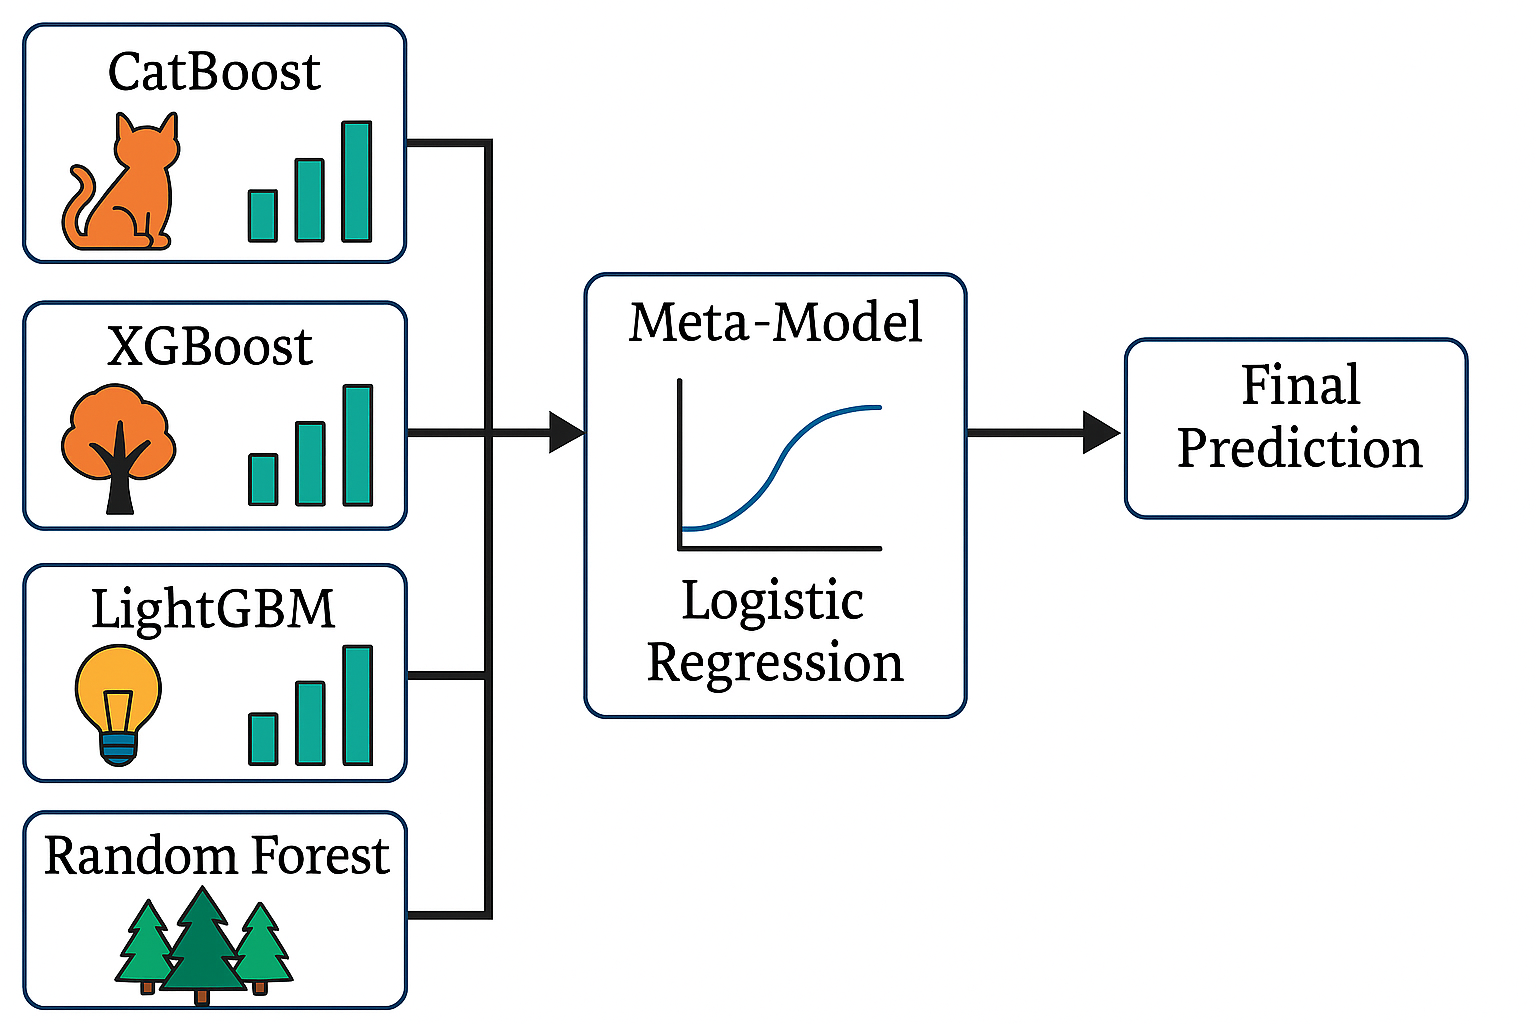 CatBoost
XGBoost
LightGBM
Random Forest
Meta-Model
Logistic
Regression
Final
Prediction